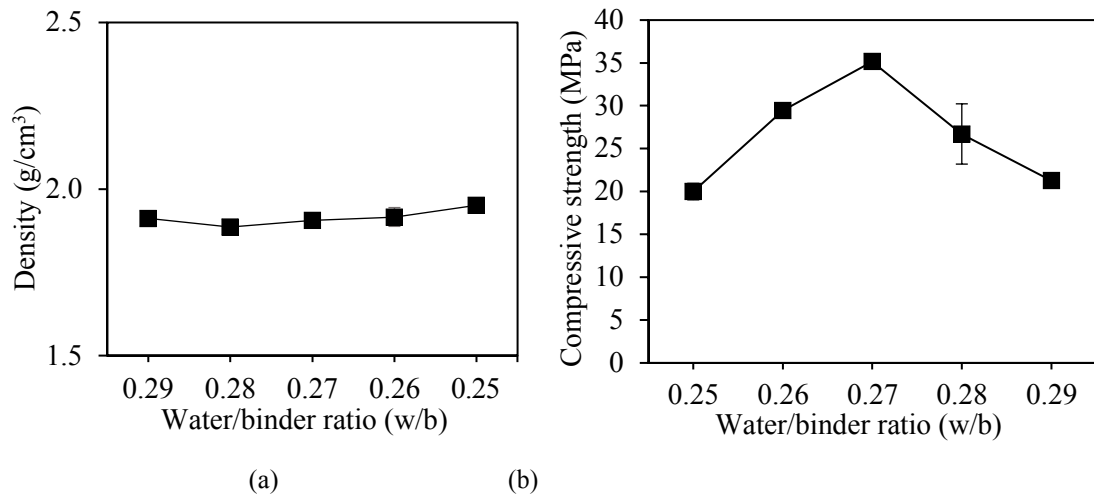 Density (g/cm³)
2.5
2.0
1.5
0.29 0.28 0.27 0.26 0.25
Water/binder ratio (w/b)
(a)
Compressive strength (MPa)
40
35
30
25
20
15
10
5
0
0.25 0.26 0.27 0.28 0.29
Water/binder ratio (w/b)
(b)